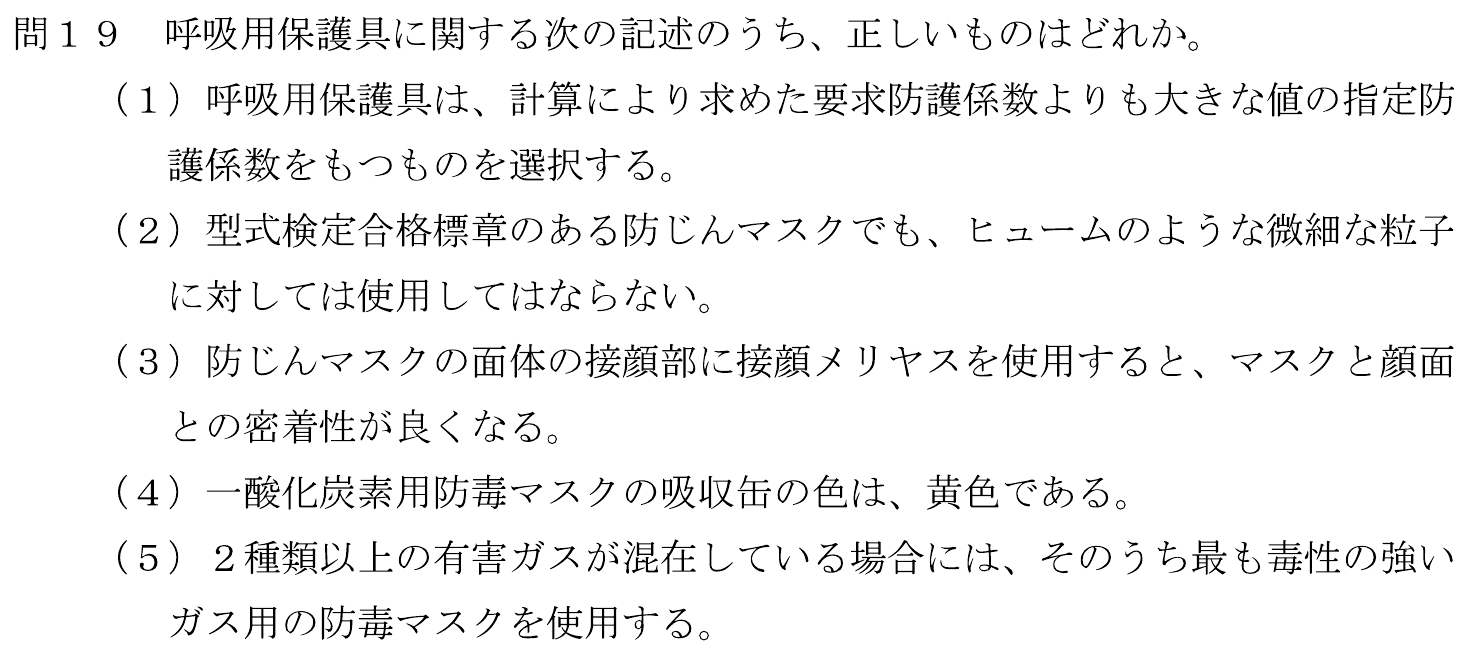 問１９　呼吸用保護具に関する次の記述のうち、正しいものはどれか。
（１）呼吸用保護具は、計算により求めた要求防護係数よりも大きな値の指定防
護係数をもつものを選択する。
（２）型式検定合格標章のある防じんマスクでも、ヒュームのような微細な粒子
に対しては使用してはならない。
（３）防じんマスクの面体の接顔部に接顔メリヤスを使用すると、マスクと顔面
との密着性が良くなる。
（４）一酸化炭素用防毒マスクの吸収缶の色は、黄色である。
（５）２種類以上の有害ガスが混在している場合には、そのうち最も毒性の強い
ガス用の防毒マスクを使用する。